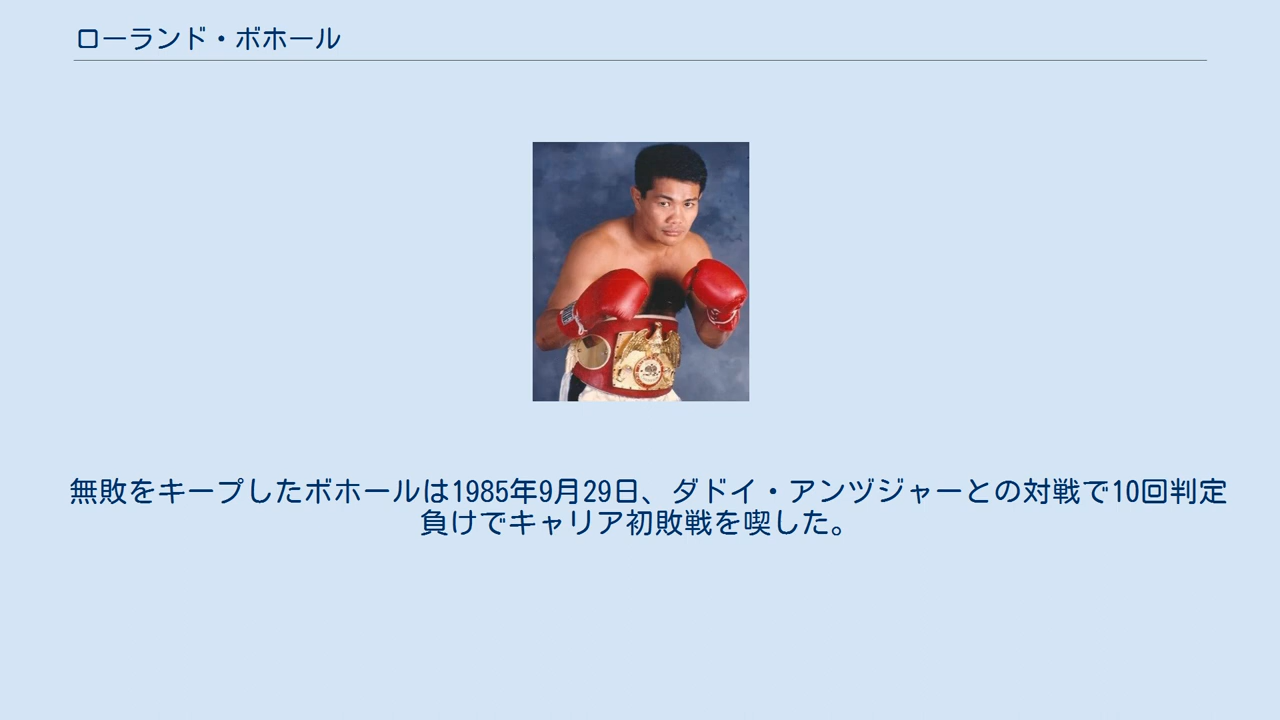 ローランド・ボホール
無敗をキープしたボホールは1985年9月29日、ダドイ・アンヅジャーとの対戦で10回判定
負けでキャリア初敗戦を喫した。